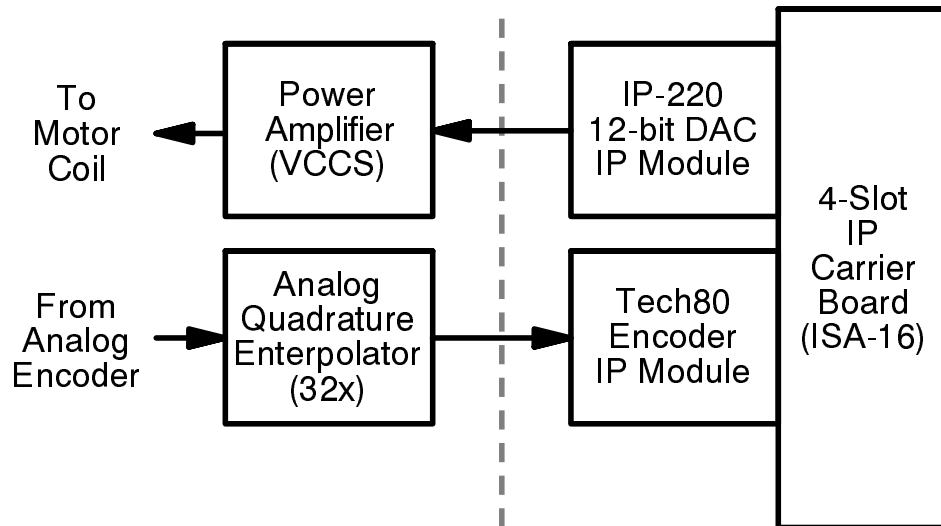 To
Motor
Coil
Power
Amplifier
(VCCS)
IP-220
12-bit DAC
IP Module
4-Slot
IP
Carrier
Board
(ISA-16)
From
Analog
Encoder
Analog
Quadrature
Enterpolator
(32x)
Tech80
Encoder
IP Module